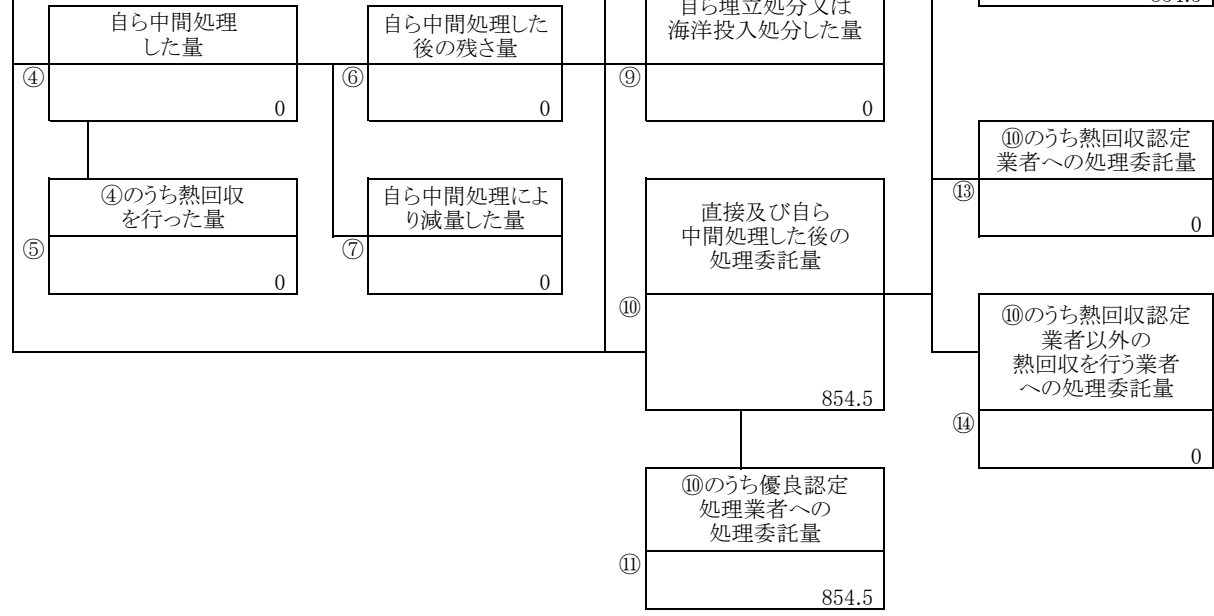 自ら中間処理
した量
④
0
自ら中間処理した
後の残さ量
⑥
0
自ら埋立処分又は
海洋投入処分した量
⑨
0
④のうち熱回収
を行った量
⑤
0
自ら中間処理によ
り減量した量
⑦
0
直接及び自ら
中間処理した後の
処理委託量
⑩
854.5
⑩のうち優良認定
処理業者への
処理委託量
⑪
854.5
⑩のうち熱回収認定
業者への処理委託量
⑬
0
⑩のうち熱回収認定
業者以外の
熱回収を行う業者
への処理委託量
⑭
0